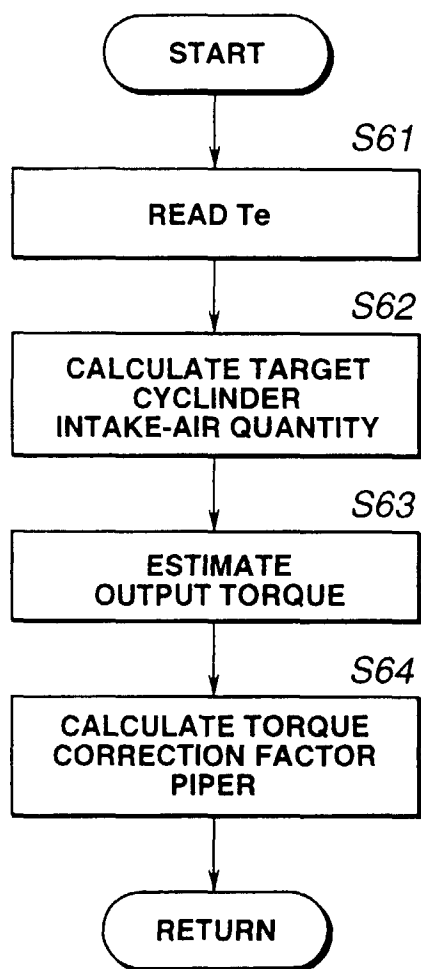 START
S61
READ Te
S62
CALCULATE TARGET
CYCLINDER
INTAKE-AIR QUANTITY
S63
ESTIMATE
OUTPUT TORQUE
S64
CALCULATE TORQUE
CORRECTION FACTOR
PIPER
RETURN